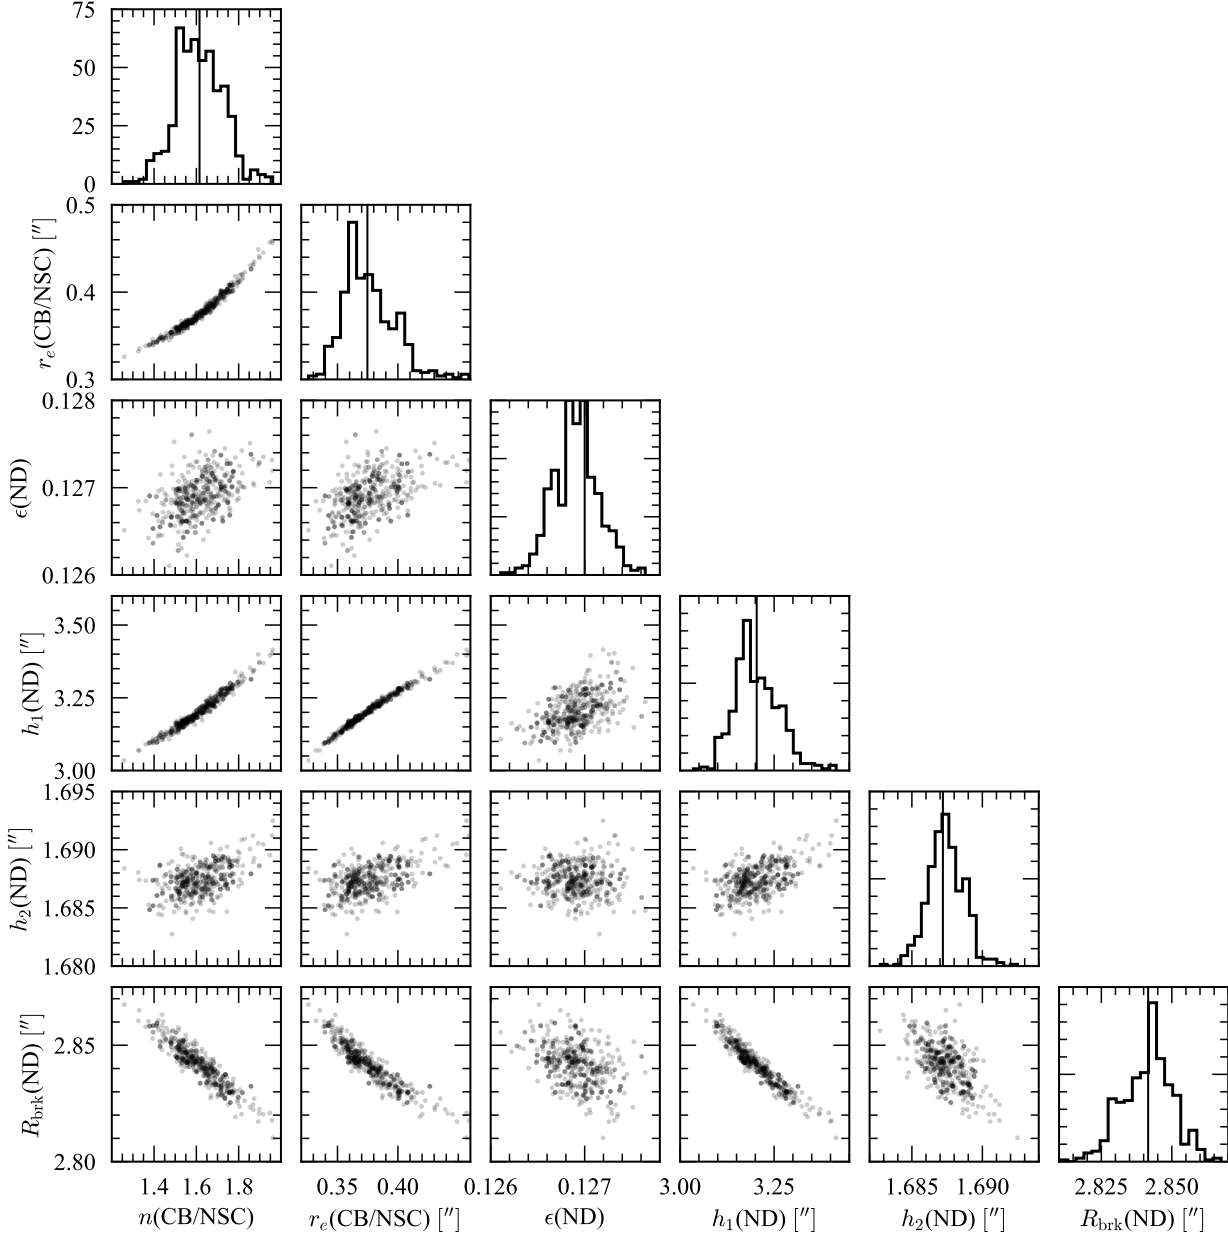 75
50
25
0
0.5
0.4
0.3
r_e(CB/NSC) [″]
0.128
0.127
0.126
ϵ(ND)
3.50
3.25
3.00
h_1(ND) [″]
1.695
1.690
1.685
1.680
h_2(ND) [″]
2.85
2.80
R_brk(ND) [″]
1.4 1.6 1.8 0.35 0.40 0.126 0.127 3.00 3.25 1.685 1.690 2.825 2.850
n(CB/NSC) r_e(CB/NSC) [″] ϵ(ND) h_1(ND) [″] h_2(ND) [″] R_brk(ND) [″]